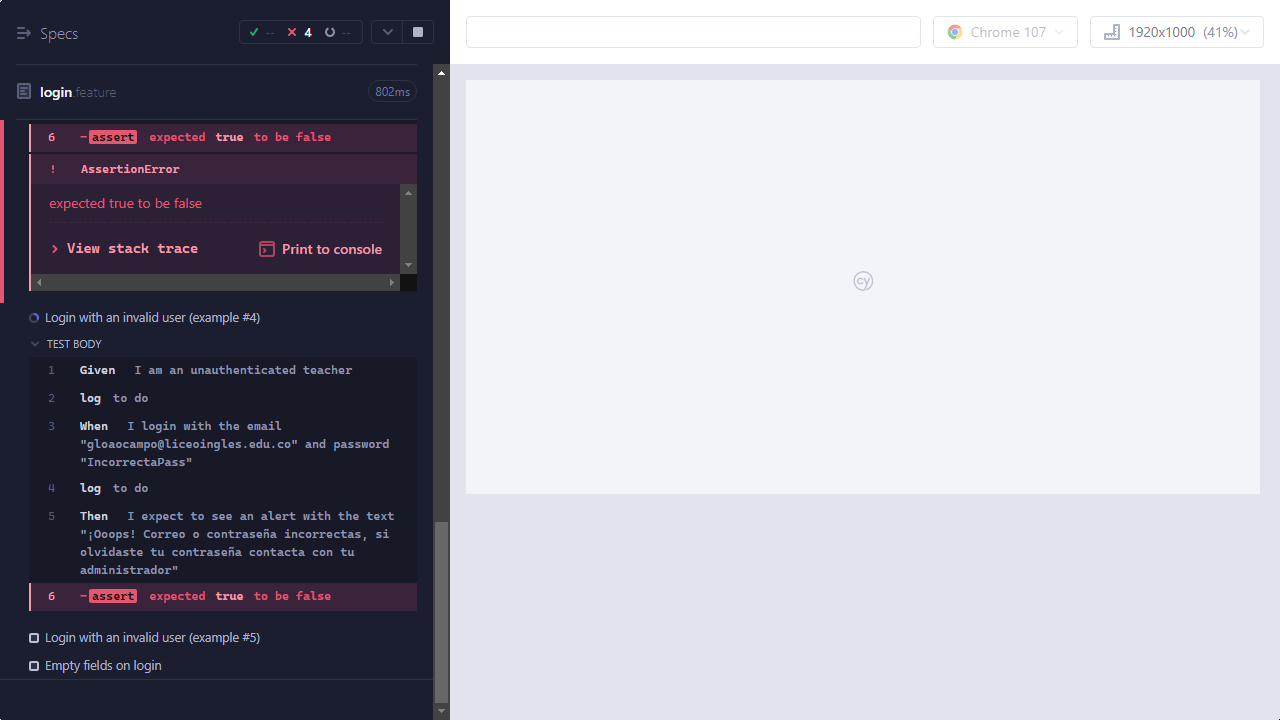 Specs
-- 4 --
Chrome 107
1920x1000 (41%)
login.feature
802ms
6 -assert expected true to be false
! AssertionError
expected true to be false
View stack trace
Print to console
Login with an invalid user (example #4)
TEST BODY
1 Given I am an unauthenticated teacher
2 log to do
3 When I login with the email
"gloaocampo@liceoingles.edu.co" and password
"IncorrectaPass"
4 log to do
5 Then I expect to see an alert with the text
"¡Ooops! Correo o contraseña incorrectas, si
olvidaste tu contraseña contacta con tu
administrador"
6 -assert expected true to be false
Login with an invalid user (example #5)
Empty fields on login
cy